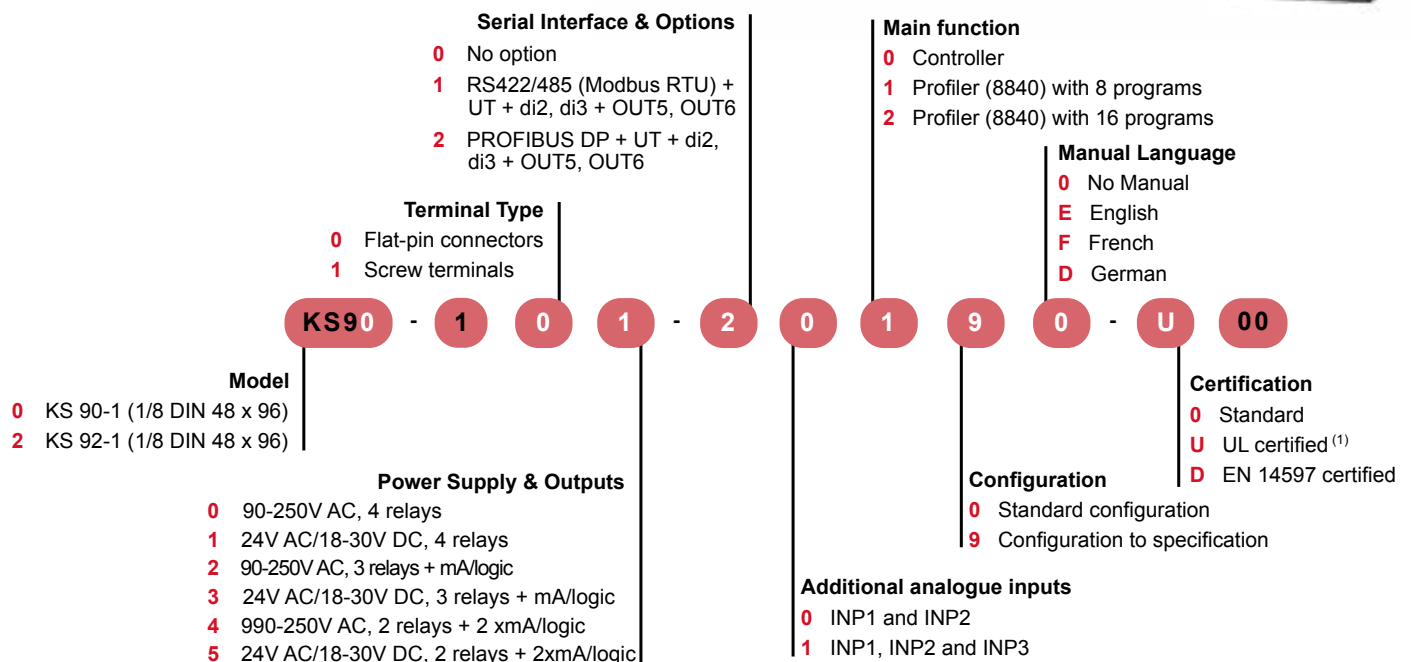 Serial Interface & Options
0 No option
1 RS422/485 (Modbus RTU) +
UT + di2, di3 + OUT5, OUT6
2 PROFIBUS DP + UT + di2,
di3 + OUT5, OUT6
Main function
0 Controller
1 Profiler (8840) with 8 programs
2 Profiler (8840) with 16 programs
Manual Language
0 No Manual
E English
F French
D German
Terminal Type
0 Flat-pin connectors
1 Screw terminals
KS90 - 1 0 1 - 2 0 1 9 0 - U 00
Model
0 KS 90-1 (1/8 DIN 48 x 96)
2 KS 92-1 (1/8 DIN 48 x 96)
Certification
0 Standard
U UL certified (1)
D EN 14597 certified
Power Supply & Outputs
0 90-250V AC, 4 relays
1 24V AC/18-30V DC, 4 relays
2 90-250V AC, 3 relays + mA/logic
3 24V AC/18-30V DC, 3 relays + mA/logic
4 990-250V AC, 2 relays + 2 xmA/logic
5 24V AC/18-30V DC, 2 relays + 2xmA/logic
Configuration
0 Standard configuration
9 Configuration to specification
Additional analogue inputs
0 INP1 and INP2
1 INP1, INP2 and INP3